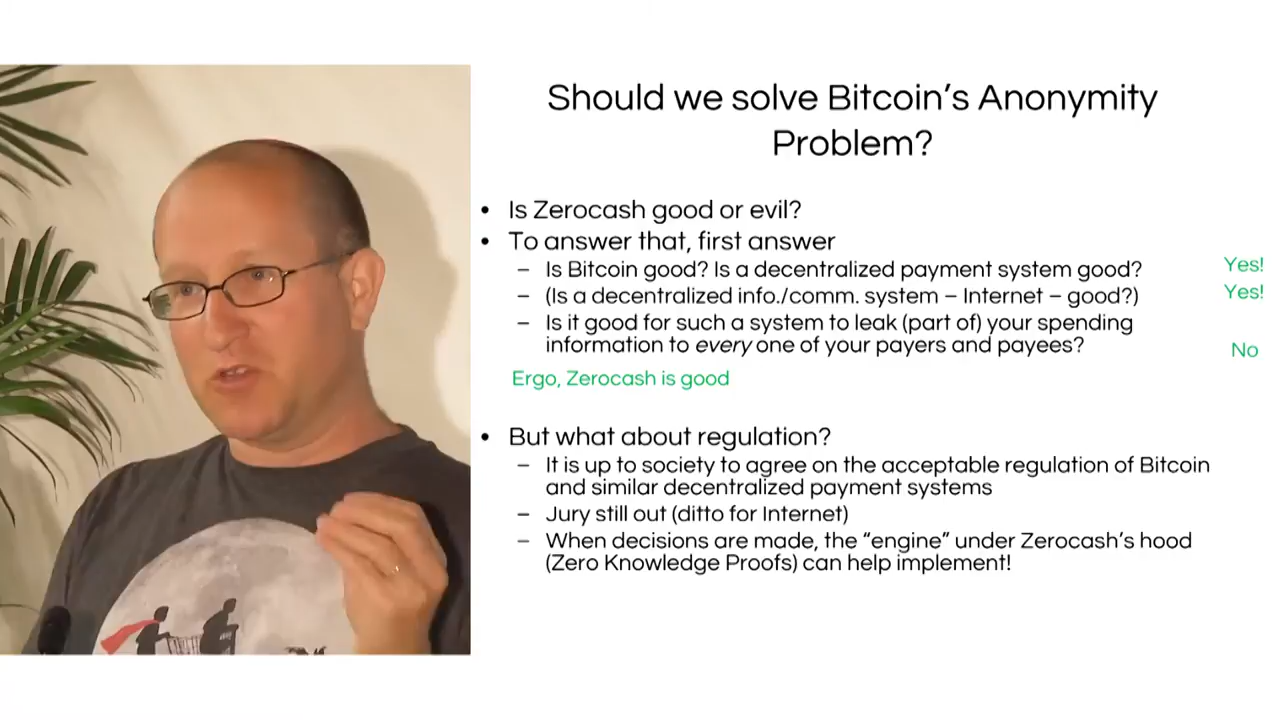 Should we solve Bitcoin's Anonymity
Problem?
• Is Zerocash good or evil?
• To answer that, first answer
– Is Bitcoin good? Is a decentralized payment system good? Yes!
– (Is a decentralized info./comm. system – Internet – good?) Yes!
– Is it good for such a system to leak (part of) your spending
information to every one of your payers and payees? No
Ergo, Zerocash is good
• But what about regulation?
– It is up to society to agree on the acceptable regulation of Bitcoin
and similar decentralized payment systems
– Jury still out (ditto for Internet)
– When decisions are made, the “engine” under Zerocash's hood
(Zero Knowledge Proofs) can help implement!